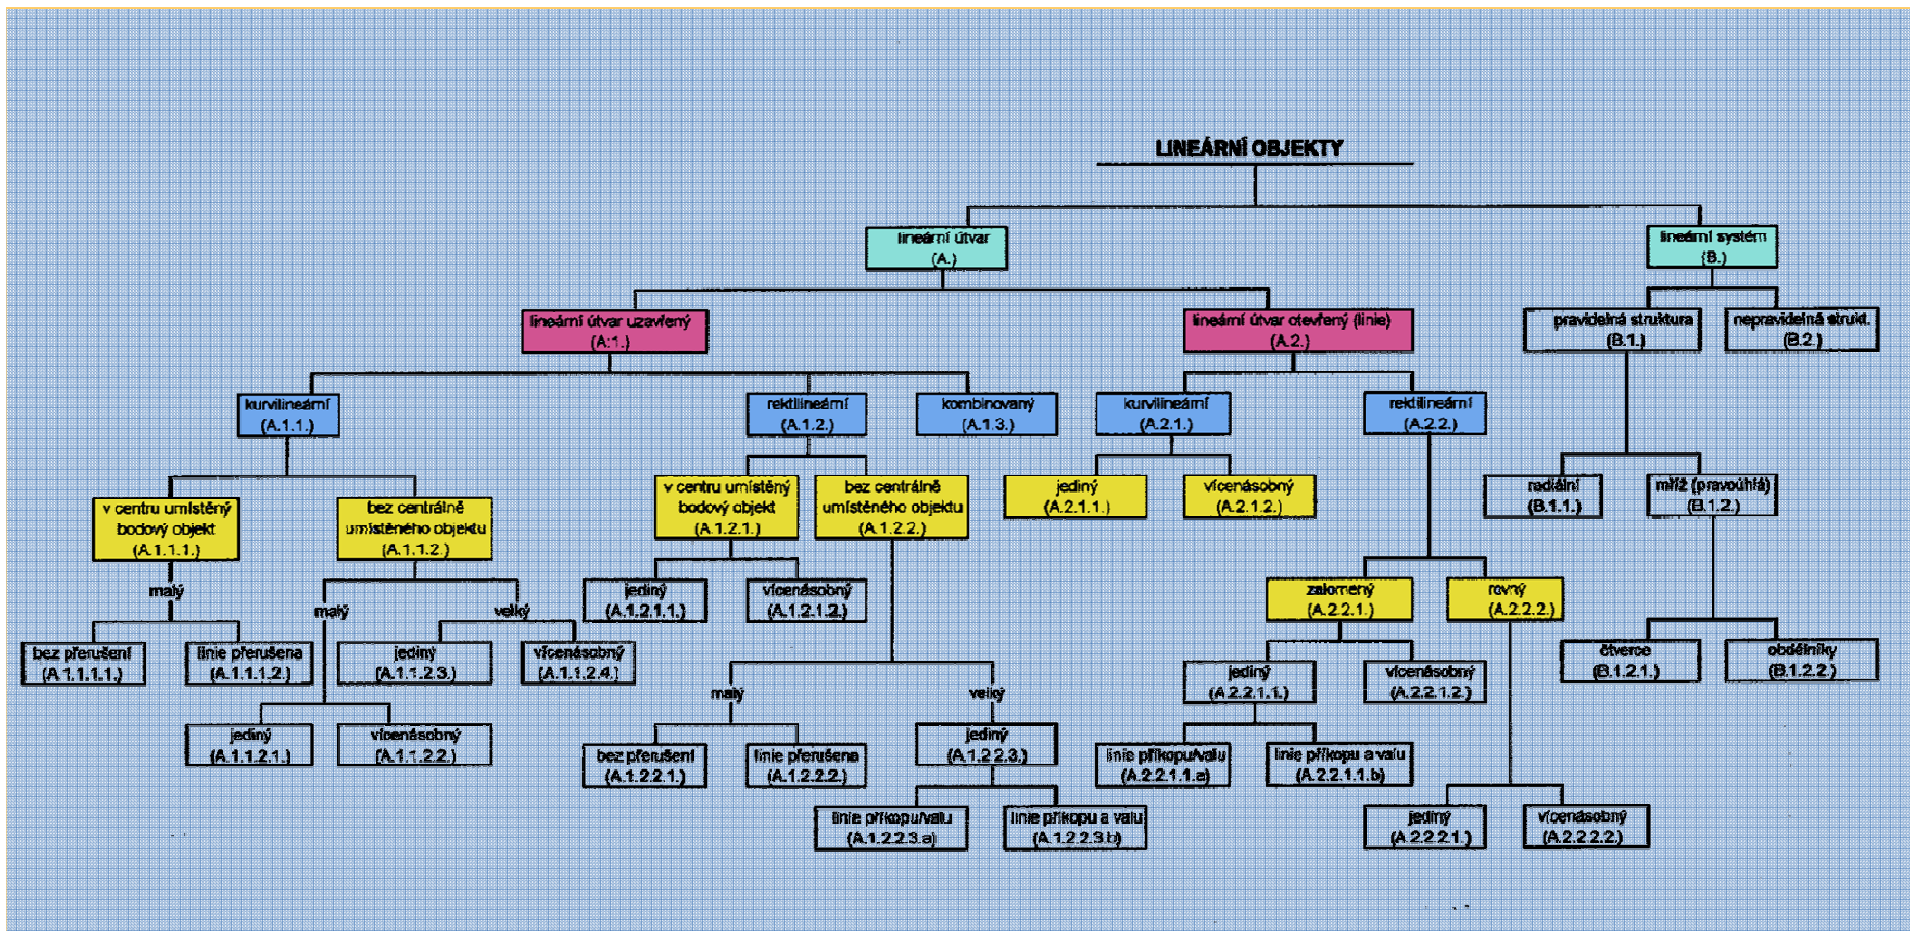 LINEÁRNÍ OBJEKTY
lineární útvar
(A.)
lineární systém
(B.)
lineární útvar uzavřený
(A.1.)
lineární útvar otevřený (linie)
(A.2.)
pravidelná struktura
(B.1.)
nepravidelná strukt.
(B.2.)
kurvilineární
(A.1.1.)
rektilineární
(A.1.2.)
kombinovaný
(A.1.3.)
kurvilineární
(A.2.1.)
rektilineární
(A.2.2.)
v centru umístěný
bodový objekt
(A.1.1.1.)
bez centrálně
umístěného objektu
(A.1.1.2.)
v centru umístěný
bodový objekt
(A.1.2.1.)
bez centrálně
umístěného objektu
(A.1.2.2.)
jediný
(A.2.1.1.)
vícenásobný
(A.2.1.2.)
radiální
(B.1.1.)
mříž (pravoúhlá)
(B.1.2.)
malý
malý
velký
jediný
(A.1.2.1.1.)
vícenásobný
(A.1.2.1.2.)
zalomený
(A.2.2.1.)
rovný
(A.2.2.2.)
bez přerušení
(A.1.1.1.1.)
linie přerušena
(A.1.1.1.2.)
jediný
(A.1.1.2.3.)
vícenásobný
(A.1.1.2.4.)
malý
velký
jediný
(A.2.2.1.1.)
vícenásobný
(A.2.2.1.2.)
čtverce
(B.1.2.1.)
obdélníky
(B.1.2.2.)
jediný
(A.1.1.2.1.)
vícenásobný
(A.1.1.2.2.)
bez přerušení
(A.1.2.2.1.)
linie přerušena
(A.1.2.2.2.)
jediný
(A.1.2.2.3.)
linie příkopu/valu
(A.2.2.1.1.a)
linie příkopu a valu
(A.2.2.1.1.b)
linie příkopu/valu
(A.1.2.2.3.a)
linie příkopu a valu
(A.1.2.2.3.b)
jediný
(A.2.2.2.1.)
vícenásobný
(A.2.2.2.2.)